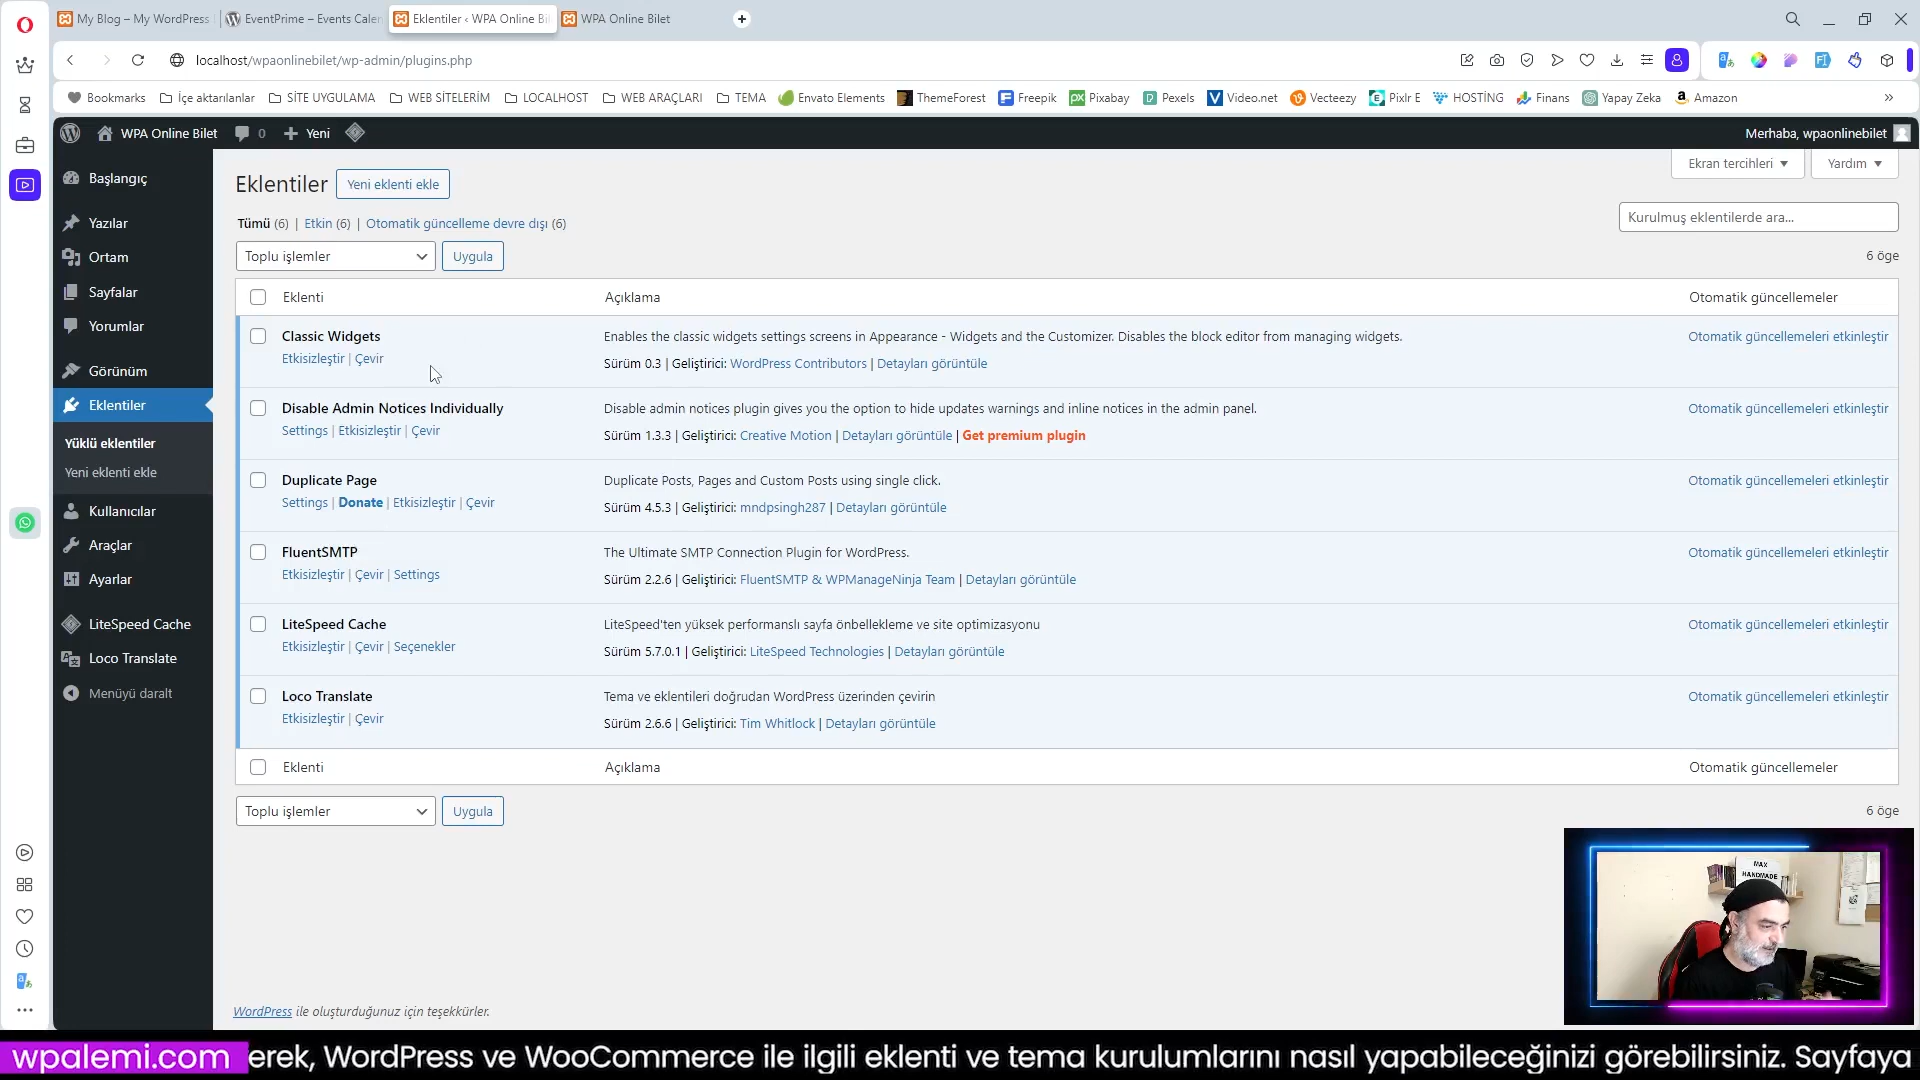 My Blog – My WordPress
EventPrime – Events Calen
Eklentiler ‹ WPA Online Bil
WPA Online Bilet
localhost/wpaonlinebilet/wp-admin/plugins.php
Bookmarks
İçe aktarılanlar
SİTE UYGULAMA
WEB SİTELERİM
LOCALHOST
WEB ARAÇLARI
TEMA
Envato Elements
ThemeForest
Freepik
Pixabay
Pexels
Video.net
Vecteezy
Pixlr E
HOSTİNG
Finans
Yapay Zeka
Amazon
WPA Online Bilet
0
Yeni
Merhaba, wpaonlinebilet
Başlangıç
Yazılar
Ortam
Sayfalar
Yorumlar
Görünüm
Eklentiler
Yüklü eklentiler
Yeni eklenti ekle
Kullanıcılar
Araçlar
Ayarlar
LiteSpeed Cache
Loco Translate
Menüyü daralt
Ekran tercihleri
Yardım
Eklentiler
Yeni eklenti ekle
Tümü (6) | Etkin (6) | Otomatik güncelleme devre dışı (6)
Kurulmuş eklentilerde ara...
Toplu işlemler
Uygula
6 öge
Eklenti
Açıklama
Otomatik güncellemeler
Classic Widgets
Etkisizleştir | Çevir
Enables the classic widgets settings screens in Appearance - Widgets and the Customizer. Disables the block editor from managing widgets.
Sürüm 0.3 | Geliştirici: WordPress Contributors | Detayları görüntüle
Otomatik güncellemeleri etkinleştir
Disable Admin Notices Individually
Settings | Etkisizleştir | Çevir
Disable admin notices plugin gives you the option to hide updates warnings and inline notices in the admin panel.
Sürüm 1.3.3 | Geliştirici: Creative Motion | Detayları görüntüle | Get premium plugin
Otomatik güncellemeleri etkinleştir
Duplicate Page
Settings | Donate | Etkisizleştir | Çevir
Duplicate Posts, Pages and Custom Posts using single click.
Sürüm 4.5.3 | Geliştirici: mndpsingh287 | Detayları görüntüle
Otomatik güncellemeleri etkinleştir
FluentSMTP
Etkisizleştir | Çevir | Settings
The Ultimate SMTP Connection Plugin for WordPress.
Sürüm 2.2.6 | Geliştirici: FluentSMTP & WPManageNinja Team | Detayları görüntüle
Otomatik güncellemeleri etkinleştir
LiteSpeed Cache
Etkisizleştir | Çevir | Seçenekler
LiteSpeed'ten yüksek performanslı sayfa önbellekleme ve site optimizasyonu
Sürüm 5.7.0.1 | Geliştirici: LiteSpeed Technologies | Detayları görüntüle
Otomatik güncellemeleri etkinleştir
Loco Translate
Etkisizleştir | Çevir
Tema ve eklentileri doğrudan WordPress üzerinden çevirin
Sürüm 2.6.6 | Geliştirici: Tim Whitlock | Detayları görüntüle
Otomatik güncellemeleri etkinleştir
Eklenti
Açıklama
Otomatik güncellemeler
Toplu işlemler
Uygula
6 öge
MAX
HANDMADE
WordPress ile oluşturduğunuz için teşekkürler.
wpalemi.com
erek, WordPress ve WooCommerce ile ilgili eklenti ve tema kurulumlarını nasıl yapabileceğinizi görebilirsiniz. Sayfaya